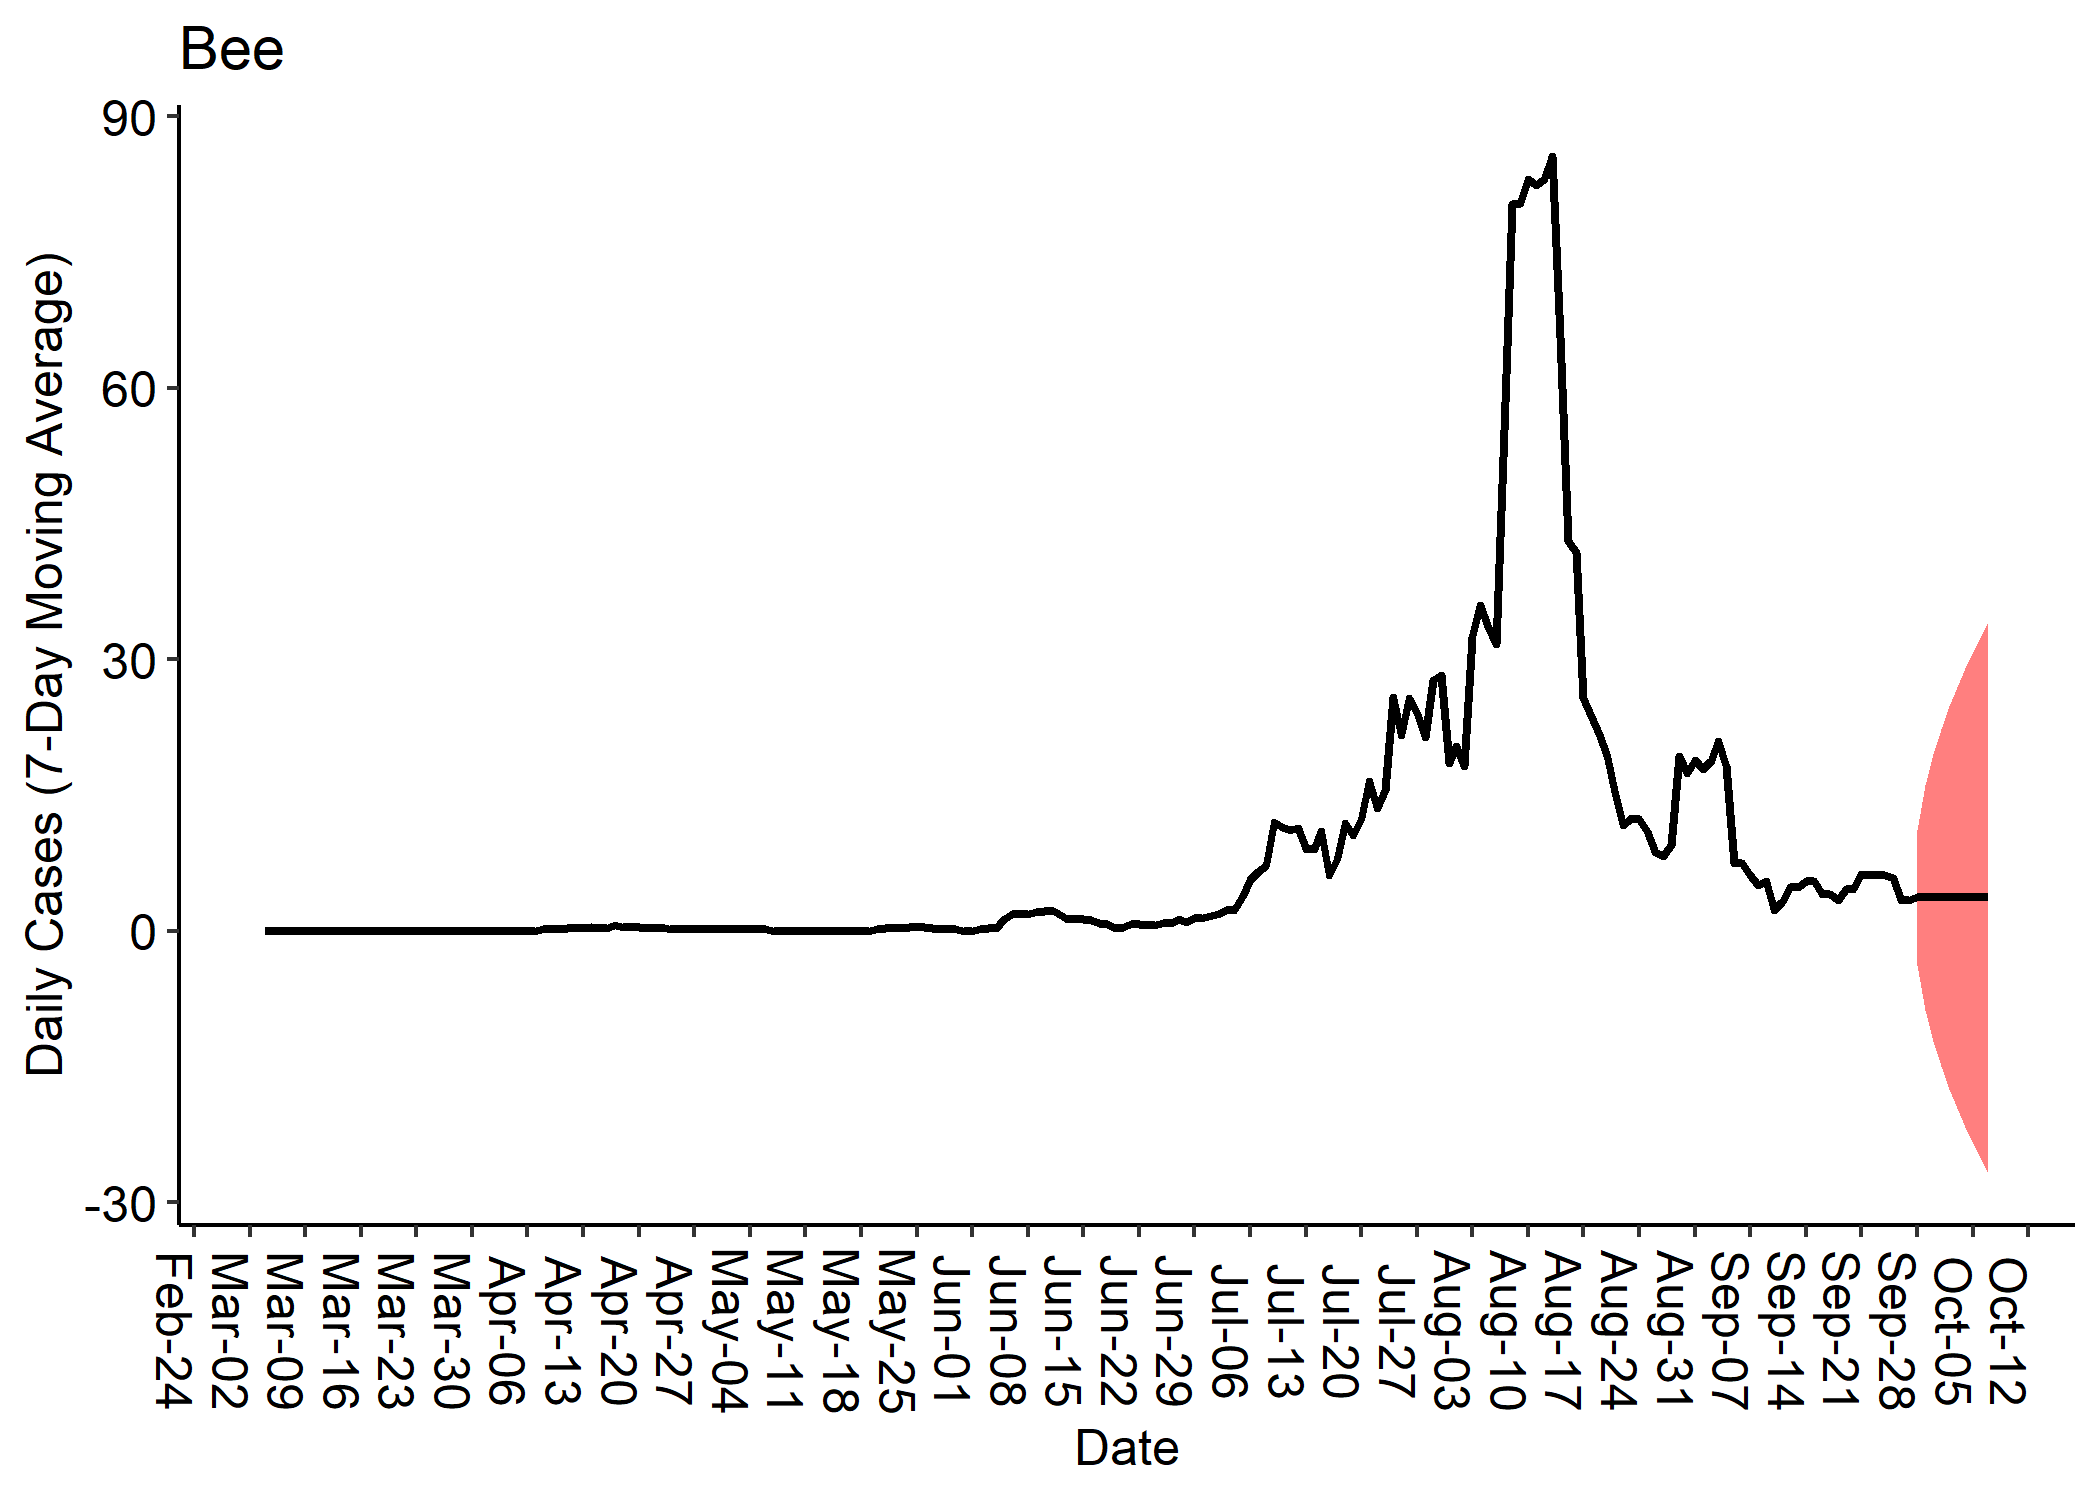 Bee
Daily Cases (7-Day Moving Average)
90
60
30
0
-30
Feb-24
Mar-02
Mar-09
Mar-16
Mar-23
Mar-30
Apr-06
Apr-13
Apr-20
Apr-27
May-04
May-11
May-18
May-25
Jun-01
Jun-08
Jun-15
Jun-22
Jun-29
Jul-06
Jul-13
Jul-20
Jul-27
Aug-03
Aug-10
Aug-17
Aug-24
Aug-31
Sep-07
Sep-14
Sep-21
Sep-28
Oct-05
Oct-12
Date